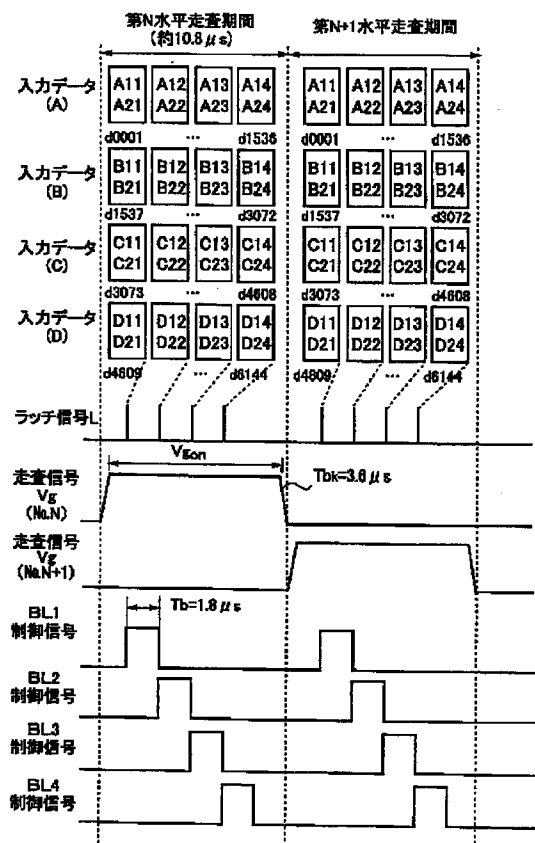 第N水平走査期間
(約10.8μs)
第N+1水平走査期間
入力データ
(A)
A11 A12 A13 A14 A11 A12 A13 A14
A21 A22 A23 A24 A21 A22 A23 A24
d0001 … d1536 d0001 … d1536
入力データ
(B)
B11 B12 B13 B14 B11 B12 B13 B14
B21 B22 B23 B24 B21 B22 B23 B24
d1537 … d3072 d1537 … d3072
入力データ
(C)
C11 C12 C13 C14 C11 C12 C13 C14
C21 C22 C23 C24 C21 C22 C23 C24
d3073 … d4608 d3073 … d4608
入力データ
(D)
D11 D12 D13 D14 D11 D12 D13 D14
D21 D22 D23 D24 D21 D22 D23 D24
d4609 … d6144 d4609 … d6144
ラッチ信号L
Vgon
走査信号
Vg
(No.N)
Tbk=3.6μs
走査信号
Vg
(No.N+1)
Tb=1.8μs
BL1
制御信号
BL2
制御信号
BL3
制御信号
BL4
制御信号